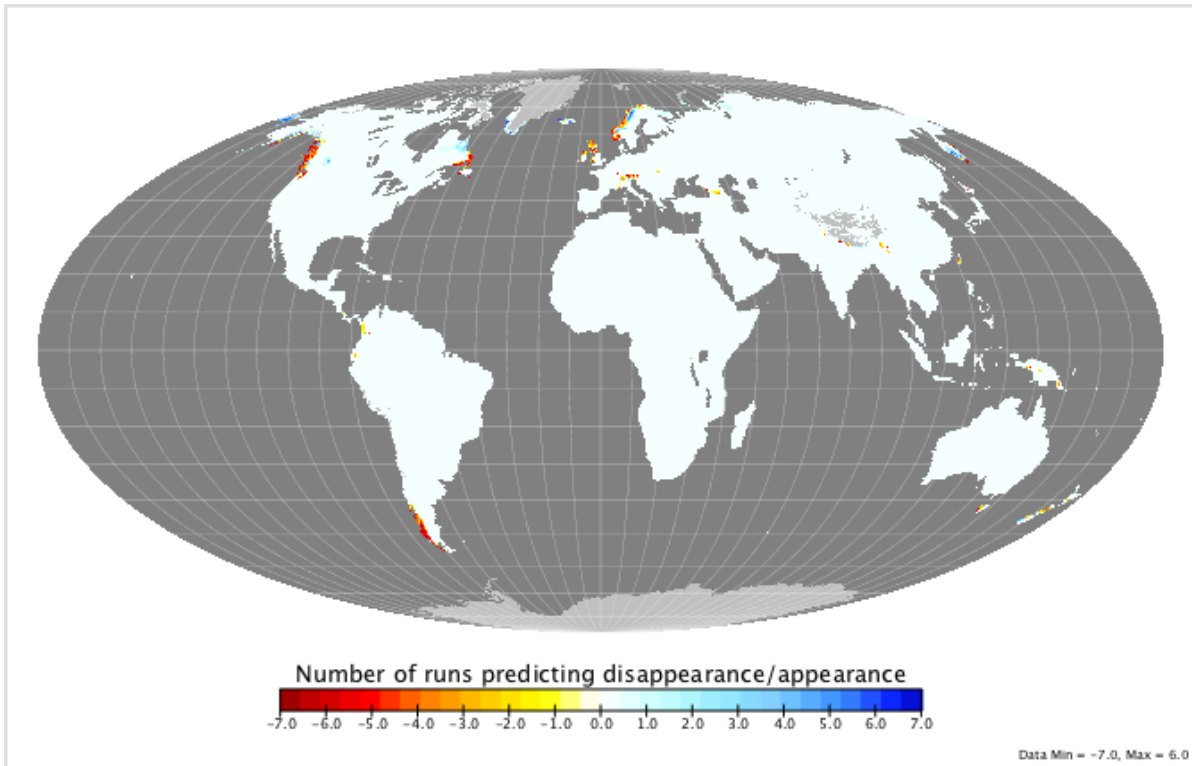 Number of runs predicting disappearance/appearance
-7.0 -6.0 -5.0 -4.0 -3.0 -2.0 -1.0 0.0 1.0 2.0 3.0 4.0 5.0 6.0 7.0
Data Min = -7.0, Max = 6.0